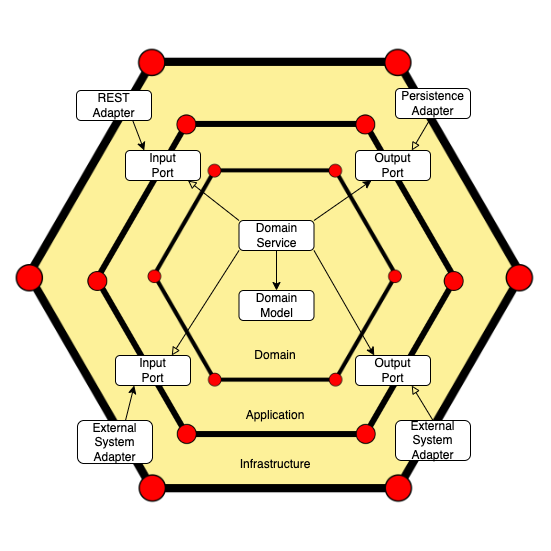 REST
Adapter
Persistence
Adapter
Input
Port
Output
Port
Domain
Service
Domain
Model
Domain
Input
Port
Output
Port
Application
External
System
Adapter
External
System
Adapter
Infrastructure